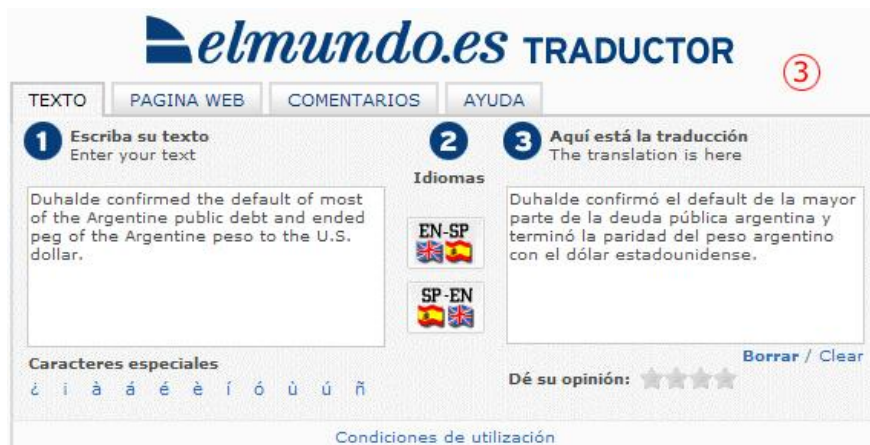 elmundo.es TRADUCTOR
③
TEXTO PAGINA WEB COMENTARIOS AYUDA
1 Escriba su texto
Enter your text
2
Idiomas
3 Aquí está la traducción
The translation is here
Duhalde confirmed the default of most
of the Argentine public debt and ended
peg of the Argentine peso to the U.S.
dollar.
EN-SP
SP-EN
Duhalde confirmó el default de la mayor
parte de la deuda pública argentina y
terminó la paridad del peso argentino
con el dólar estadounidense.
Caracteres especiales
¿ i à á é è í ó ù ú ñ
Borrar / Clear
Dé su opinión:
Condiciones de utilización